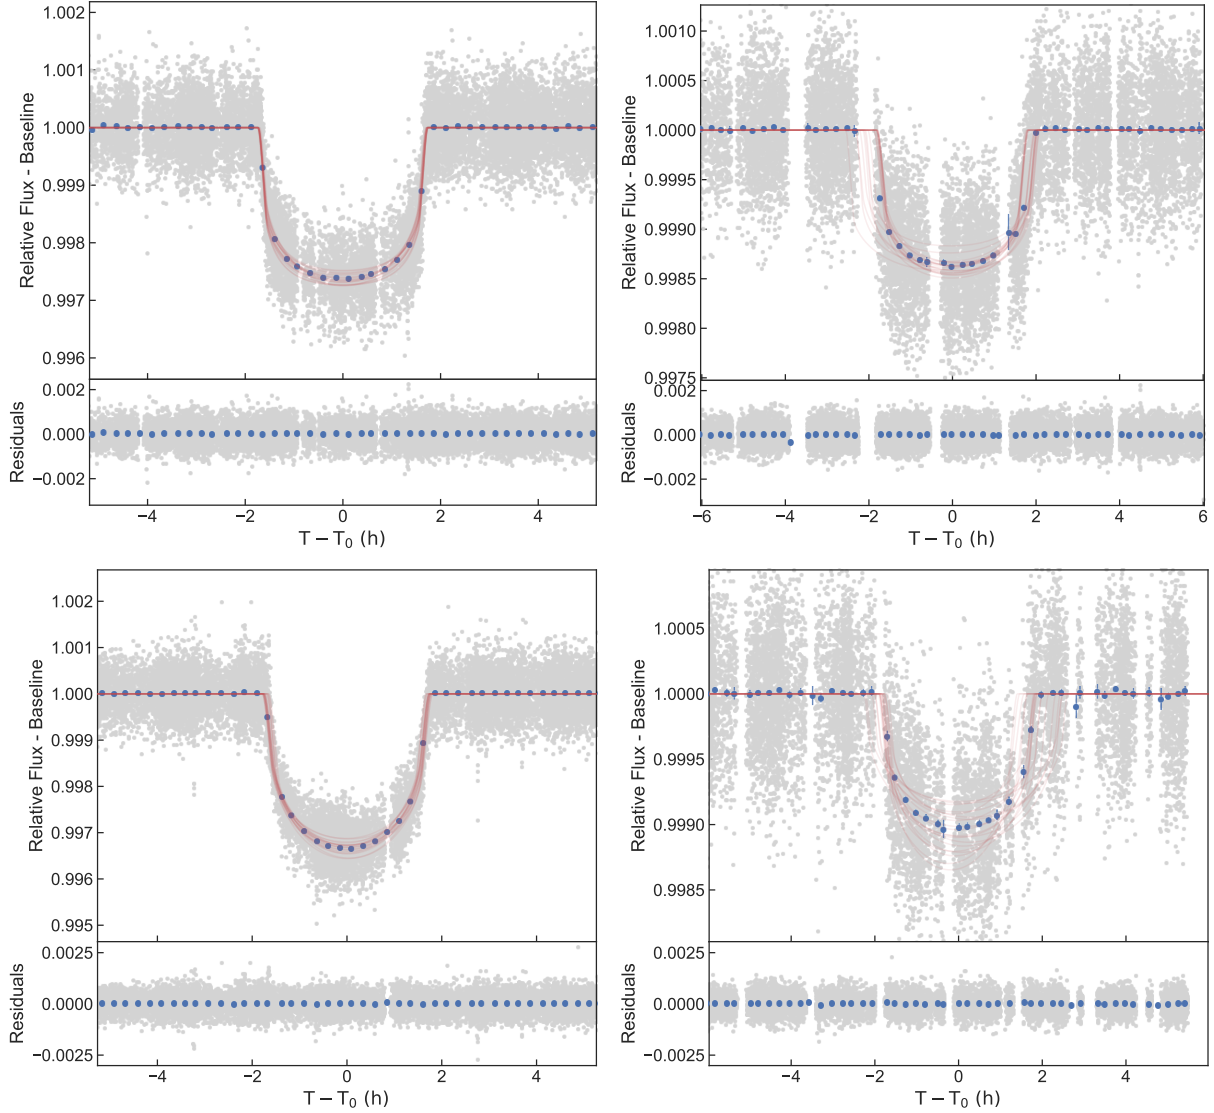 1.002
1.001
1.000
0.999
0.998
0.997
0.996
Relative Flux - Baseline
0.002
0.000
−0.002
Residuals
−4 −2 0 2 4
T − T₀ (h)
1.0010
1.0005
1.0000
0.9995
0.9990
0.9985
0.9980
0.9975
Relative Flux - Baseline
0.002
0.000
−0.002
Residuals
−6 −4 −2 0 2 4 6
T − T₀ (h)
1.002
1.001
1.000
0.999
0.998
0.997
0.996
0.995
Relative Flux - Baseline
0.0025
0.0000
−0.0025
Residuals
−4 −2 0 2 4
T − T₀ (h)
1.0005
1.0000
0.9995
0.9990
0.9985
Relative Flux - Baseline
0.0025
0.0000
−0.0025
Residuals
−4 −2 0 2 4
T − T₀ (h)